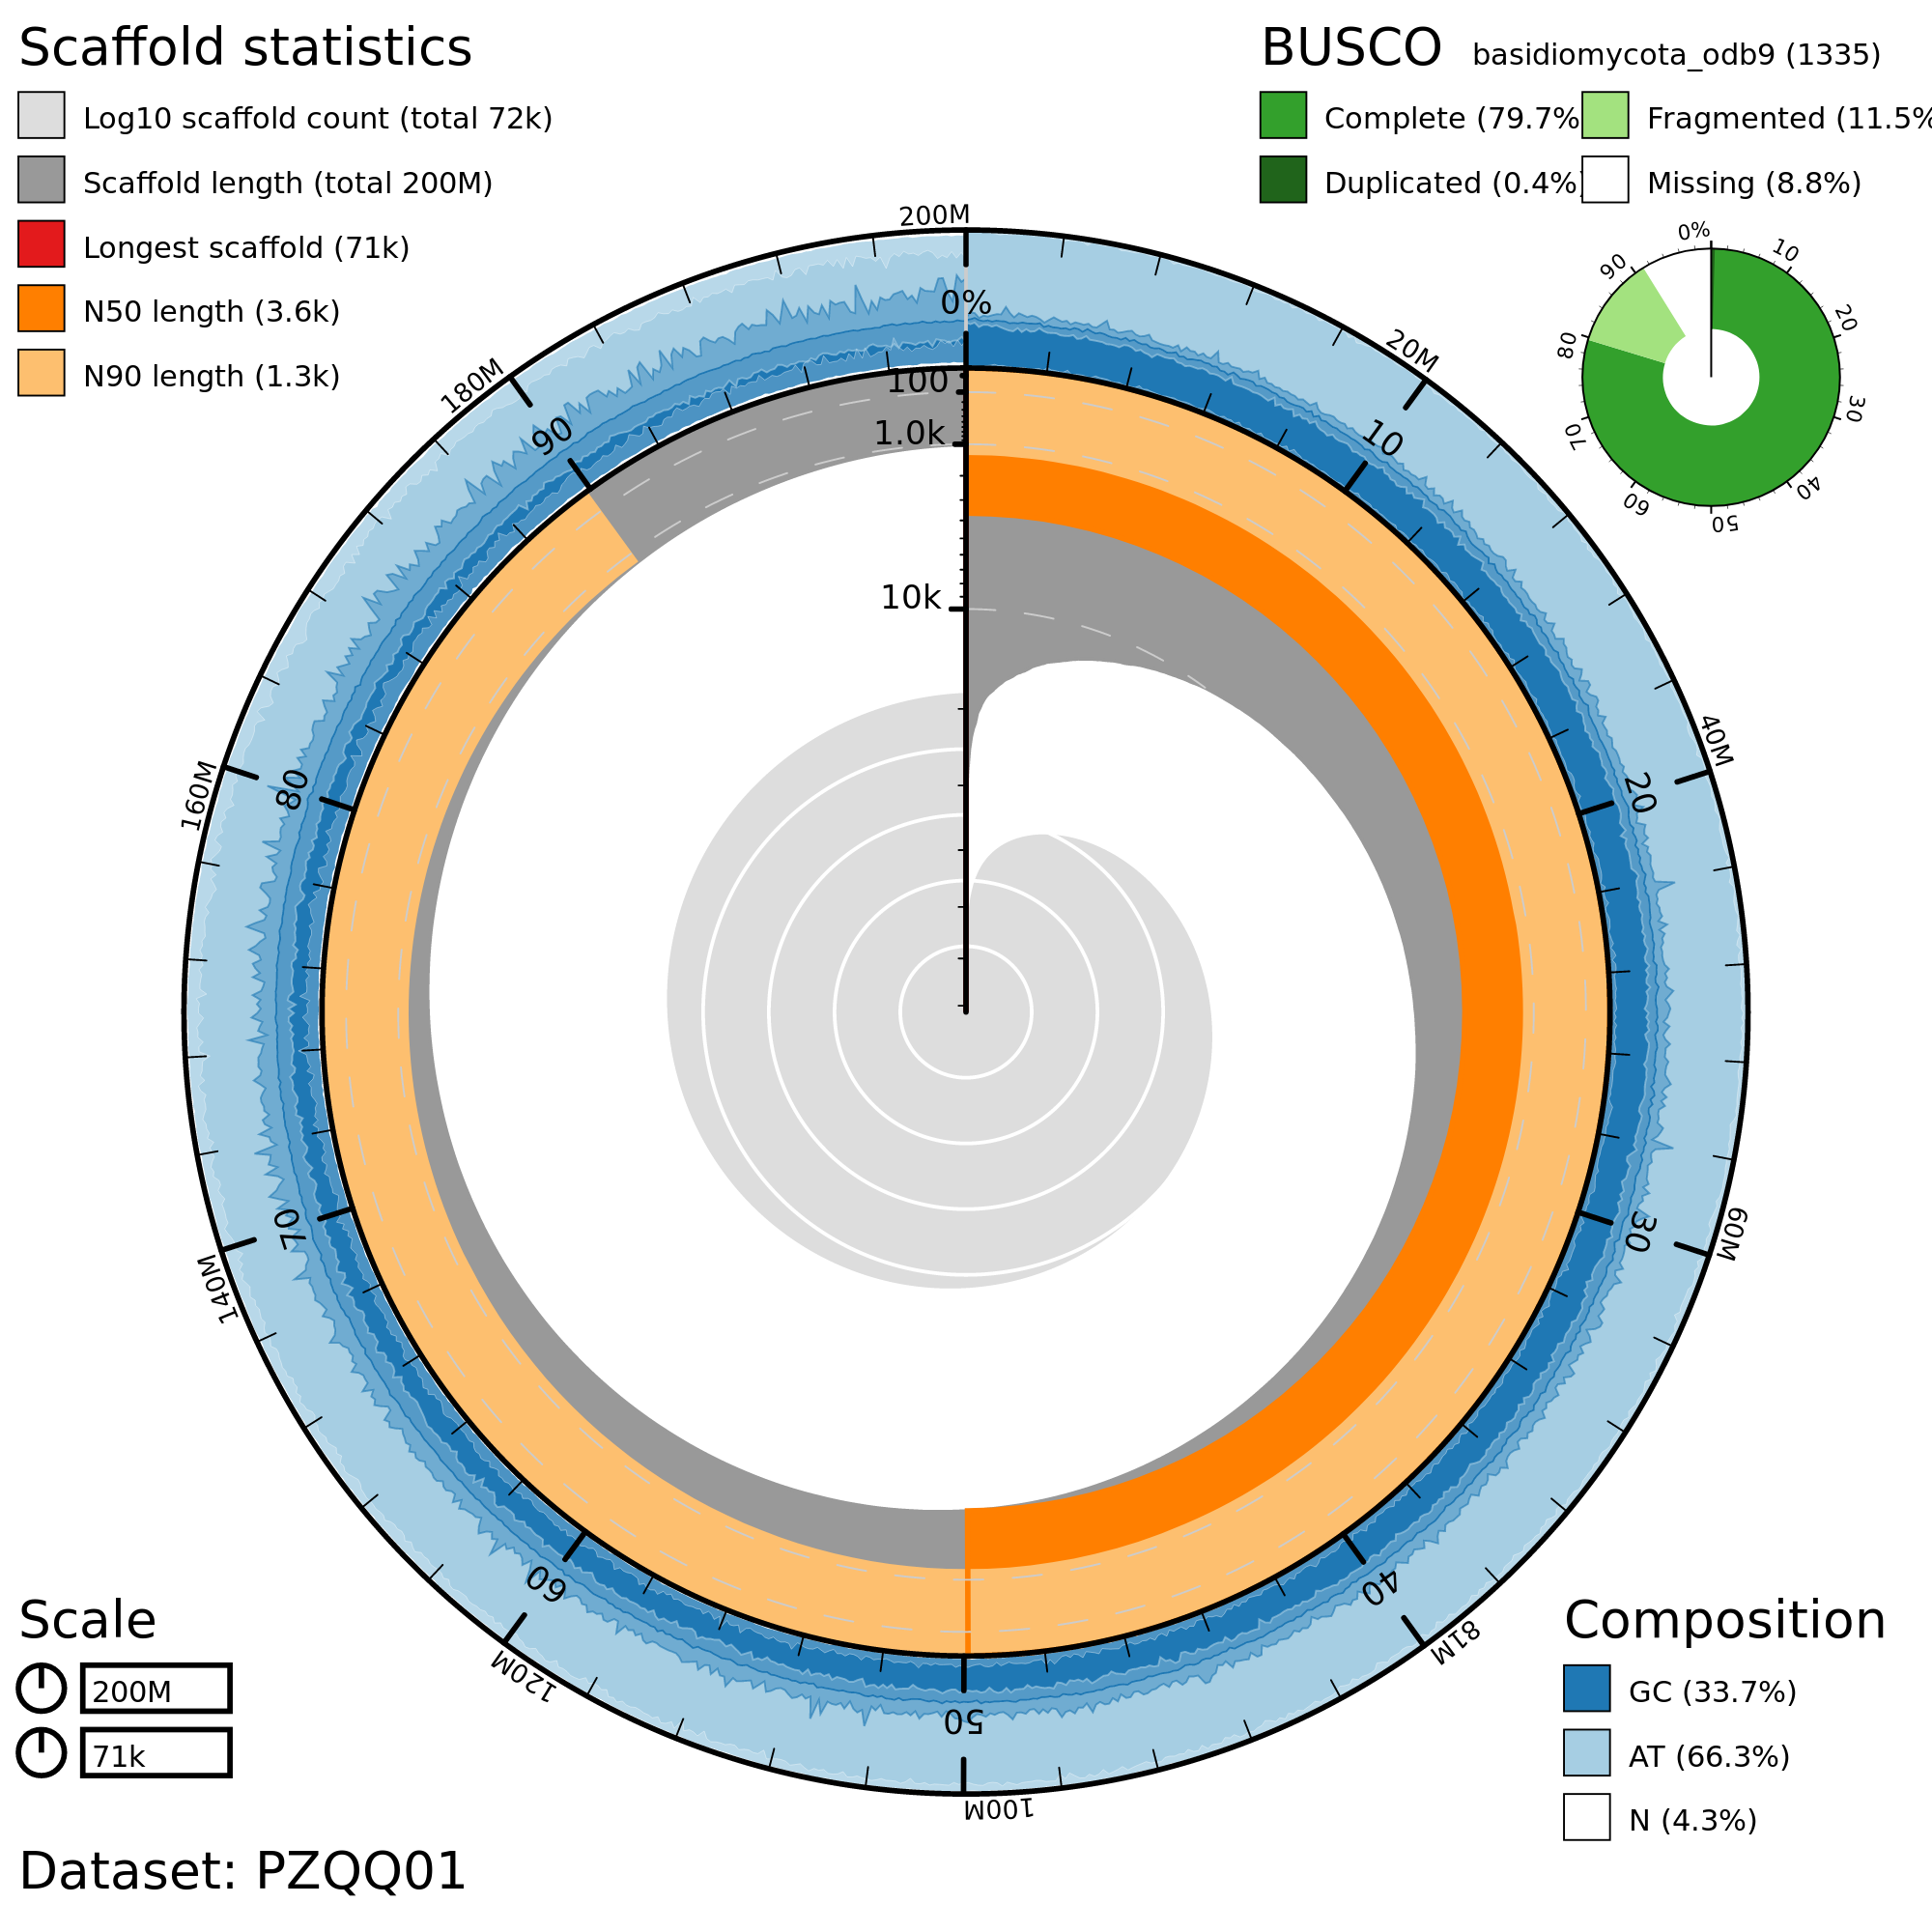 Scaffold statistics
Log10 scaffold count (total 72k)
Scaffold length (total 200M)
Longest scaffold (71k)
N50 length (3.6k)
N90 length (1.3k)
BUSCO basidiomycota_odb9 (1335)
Complete (79.7% Fragmented (11.5%
Duplicated (0.4%) Missing (8.8%)
0%
10
20
30
40
50
60
70
80
90
200M
20M
40M
60M
81M
100M
120M
140M
160M
180M
0%
10
20
30
40
50
60
70
80
90
100
1.0k
10k
Scale
200M
71k
Composition
GC (33.7%)
AT (66.3%)
N (4.3%)
Dataset: PZQQ01